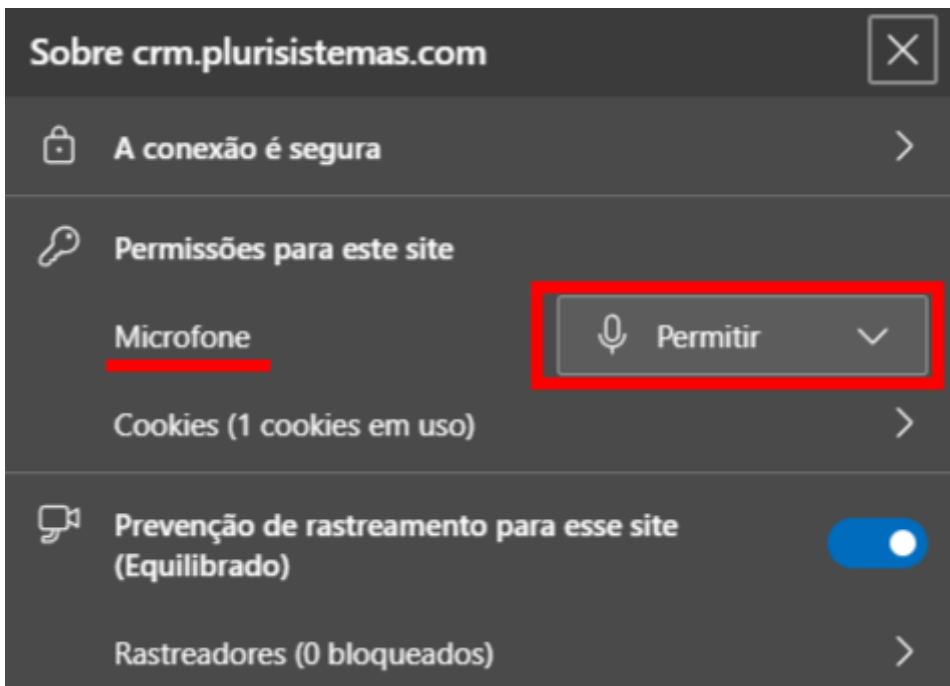 Sobre crm.plurisistemas.com
A conexão é segura
Permissões para este site
Microfone
Permitir
Cookies (1 cookies em uso)
Prevenção de rastreamento para esse site
(Equilibrado)
Rastreadores (0 bloqueados)